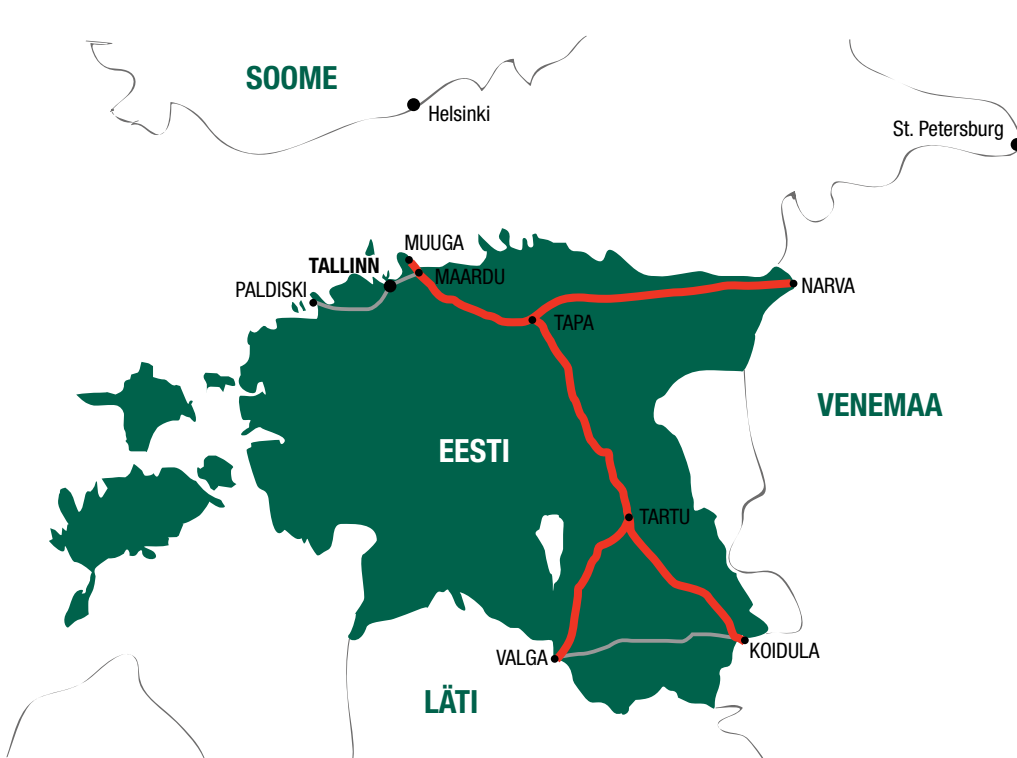 SOOME
Helsinki
St. Petersburg
MUUGA
TALLINN
MAARDU
PALDISKI
NARVA
TAPA
VENEMAA
EESTI
TARTU
KOIDULA
VALGA
LÄTI